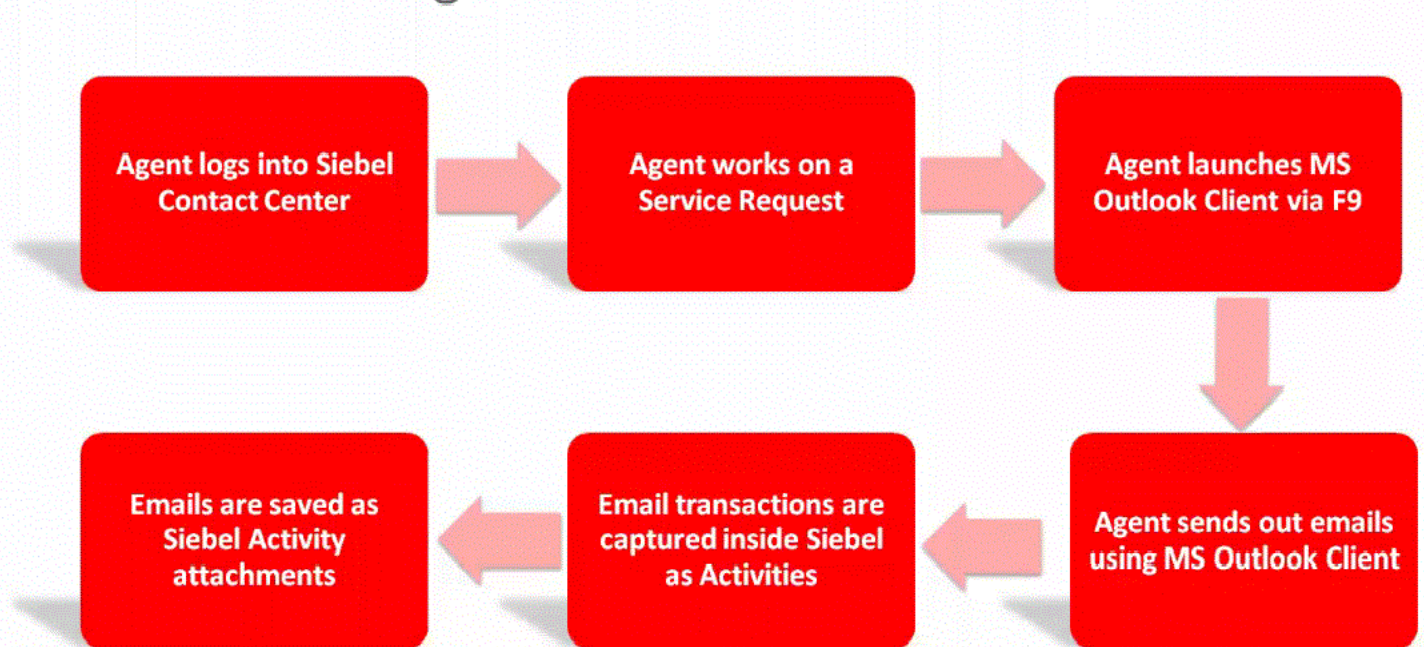 Agent logs into Siebel
Contact Center
Agent works on a
Service Request
Agent launches MS
Outlook Client via F9
Agent sends out emails
using MS Outlook Client
Email transactions are
captured inside Siebel
as Activities
Emails are saved as
Siebel Activity
attachments